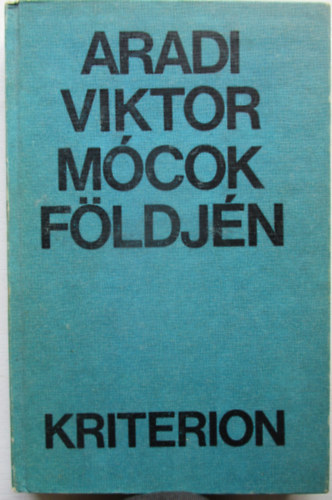 ARADI
VIKTOR
MÓCOK
FÖLDJÉN
KRITERION